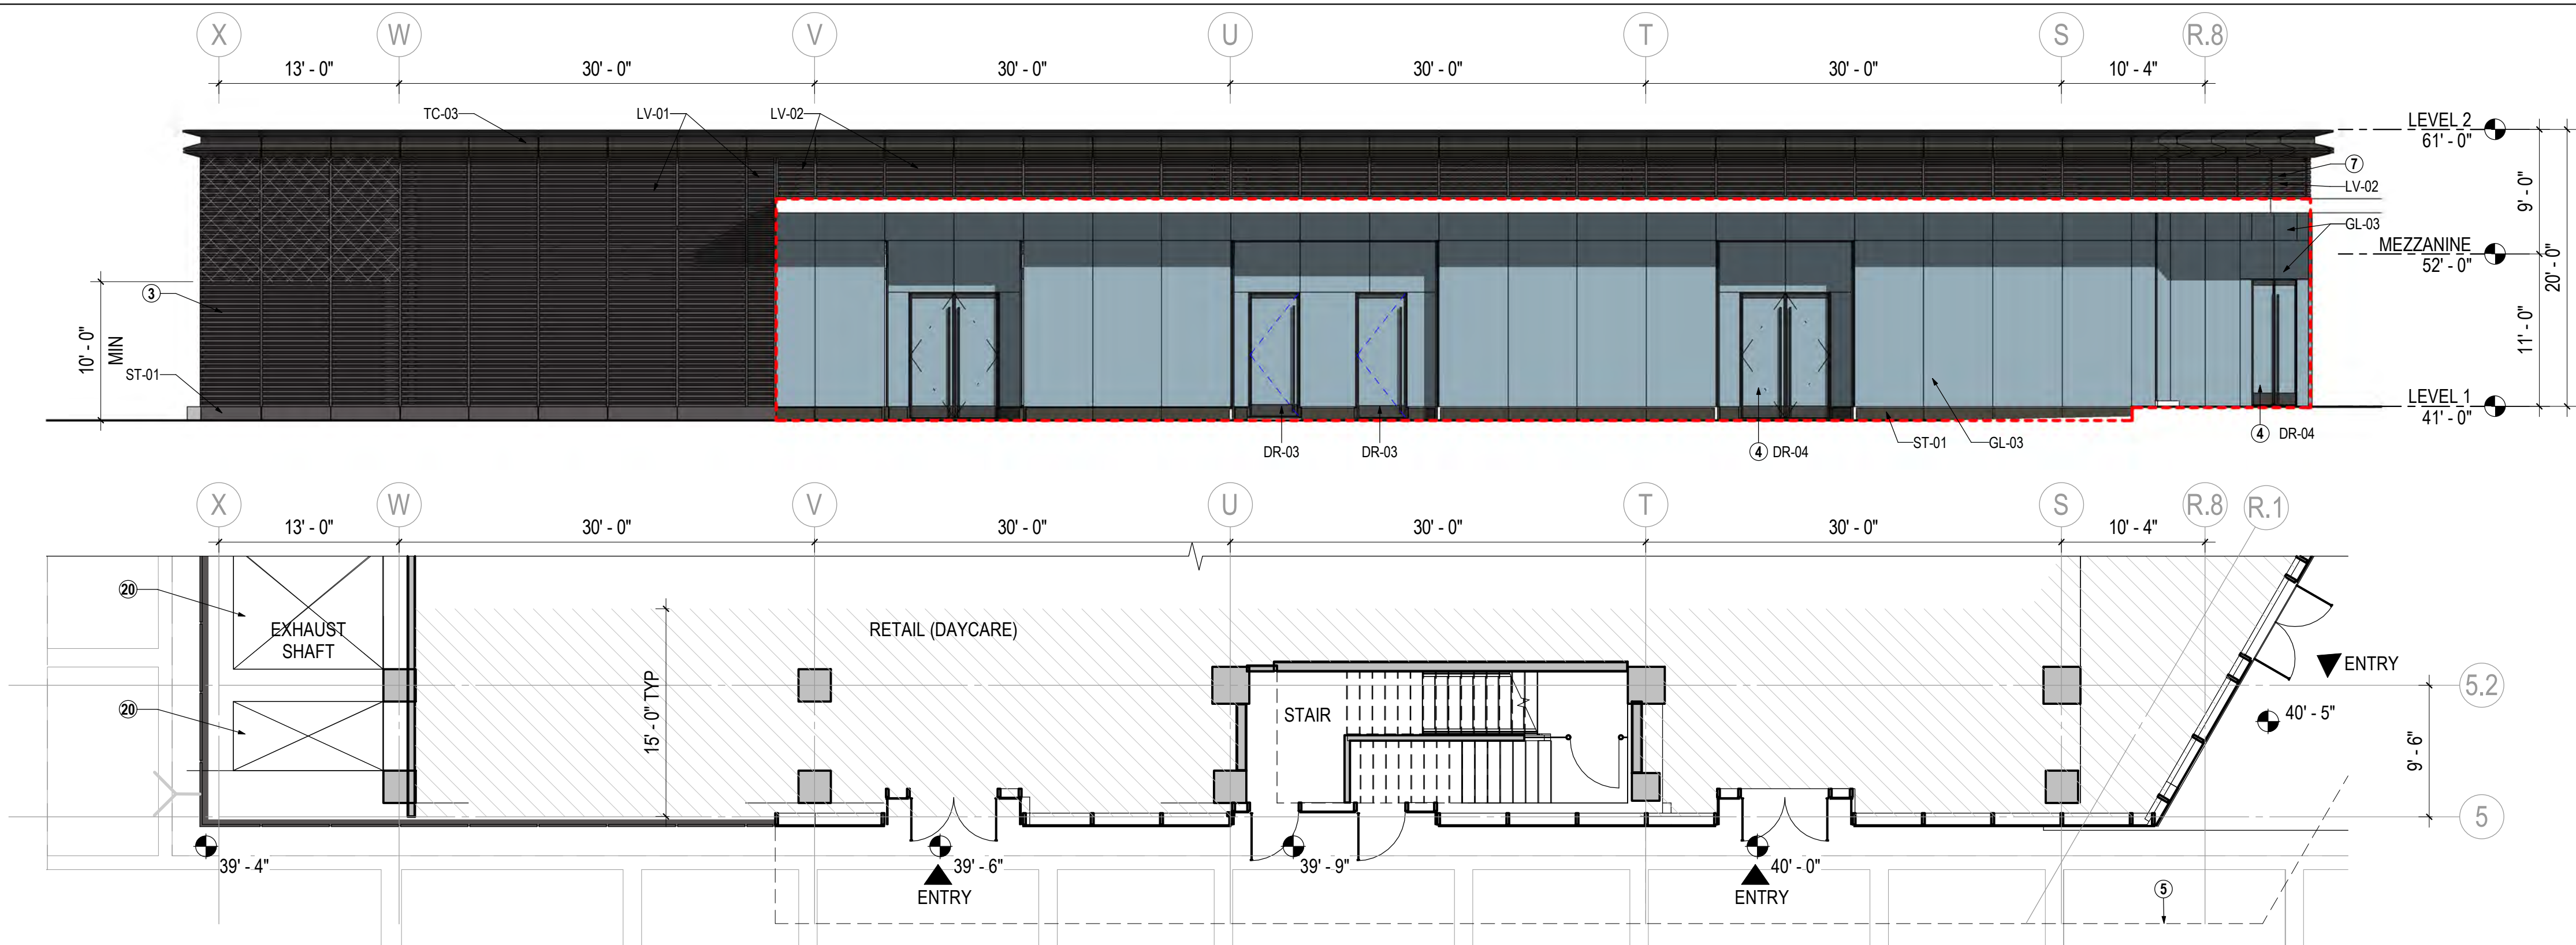 X W V U T S R.8
13' - 0" 30' - 0" 30' - 0" 30' - 0" 30' - 0" 10' - 4"
TC-03 LV-01 LV-02
LEVEL 2
61' - 0"
7
LV-02
9' - 0"
GL-03
MEZZANINE
52' - 0"
20' - 0"
3
10' - 0"
MIN
11' - 0"
ST-01
LEVEL 1
41' - 0"
DR-03 DR-03 4 DR-04 ST-01 GL-03 4 DR-04
X W V U T S R.8 R.1
13' - 0" 30' - 0" 30' - 0" 30' - 0" 30' - 0" 10' - 4"
20
EXHAUST
SHAFT
RETAIL (DAYCARE)
ENTRY
5.2
20
15' - 0" TYP
STAIR
40' - 5"
9' - 6"
5
39' - 4" 39' - 6" 39' - 9" 40' - 0"
ENTRY ENTRY
5